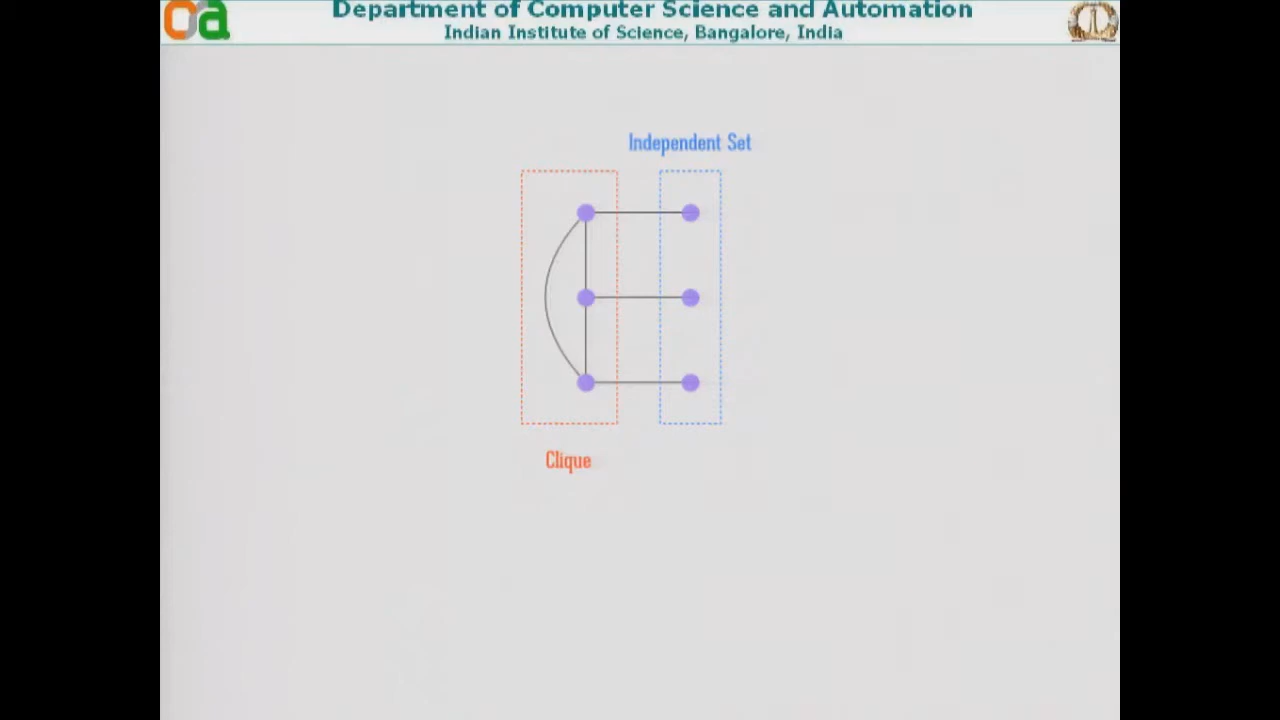 Department of Computer Science and Automation
Indian Institute of Science, Bangalore, India
Independent Set
Clique